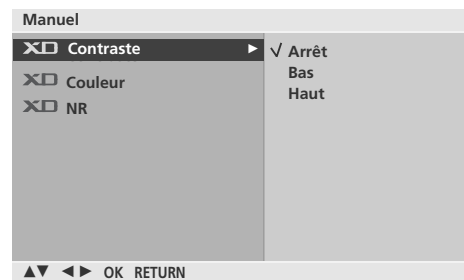 Manuel
XD Contraste ► √ Arrêt
Bas
XD Couleur
Haut
XD NR
▲▼ ◄► OK RETURN